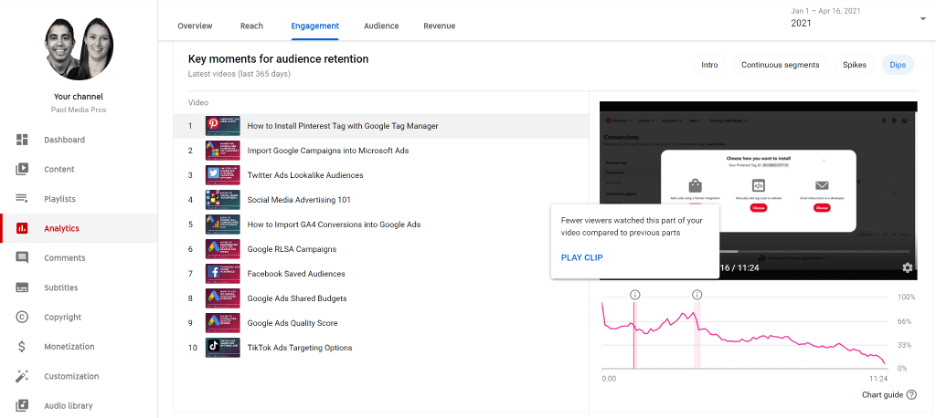 Overview Reach Engagement Audience Revenue
Jan 1 – Apr 16, 2021
2021
Your channel
Paid Media Pros
Dashboard
Content
Playlists
Analytics
Comments
Subtitles
Copyright
Monetization
Customization
Audio library
Key moments for audience retention
Latest videos (last 365 days)
Intro Continuous segments Spikes Dips
Video
1 How to Install Pinterest Tag with Google Tag Manager
2 Import Google Campaigns into Microsoft Ads
3 Twitter Ads Lookalike Audiences
4 Social Media Advertising 101
5 How to Import GA4 Conversions into Google Ads
6 Google RLSA Campaigns
7 Facebook Saved Audiences
8 Google Ads Shared Budgets
9 Google Ads Quality Score
10 TikTok Ads Targeting Options
Conversions
Choose how you want to install
Fewer viewers watched this part of your
video compared to previous parts
PLAY CLIP
16 / 11:24
100%
66%
33%
0%
0:00 11:24
Chart guide